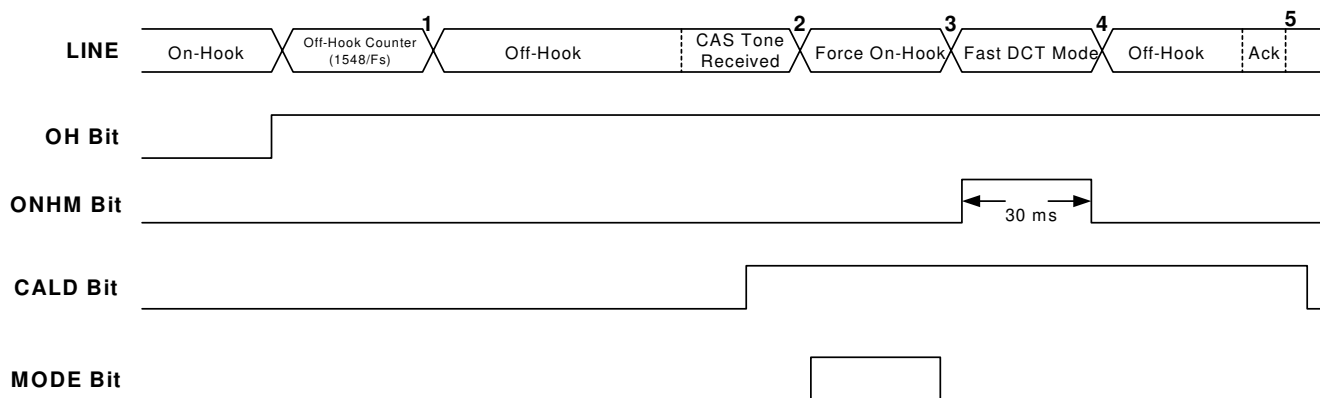 1 2 3 4 5
LINE On-Hook Off-Hook Counter (1548/Fs) Off-Hook CAS Tone Received Force On-Hook Fast DCT Mode Off-Hook Ack
OH Bit
ONHM Bit
30 ms
CALD Bit
MODE Bit